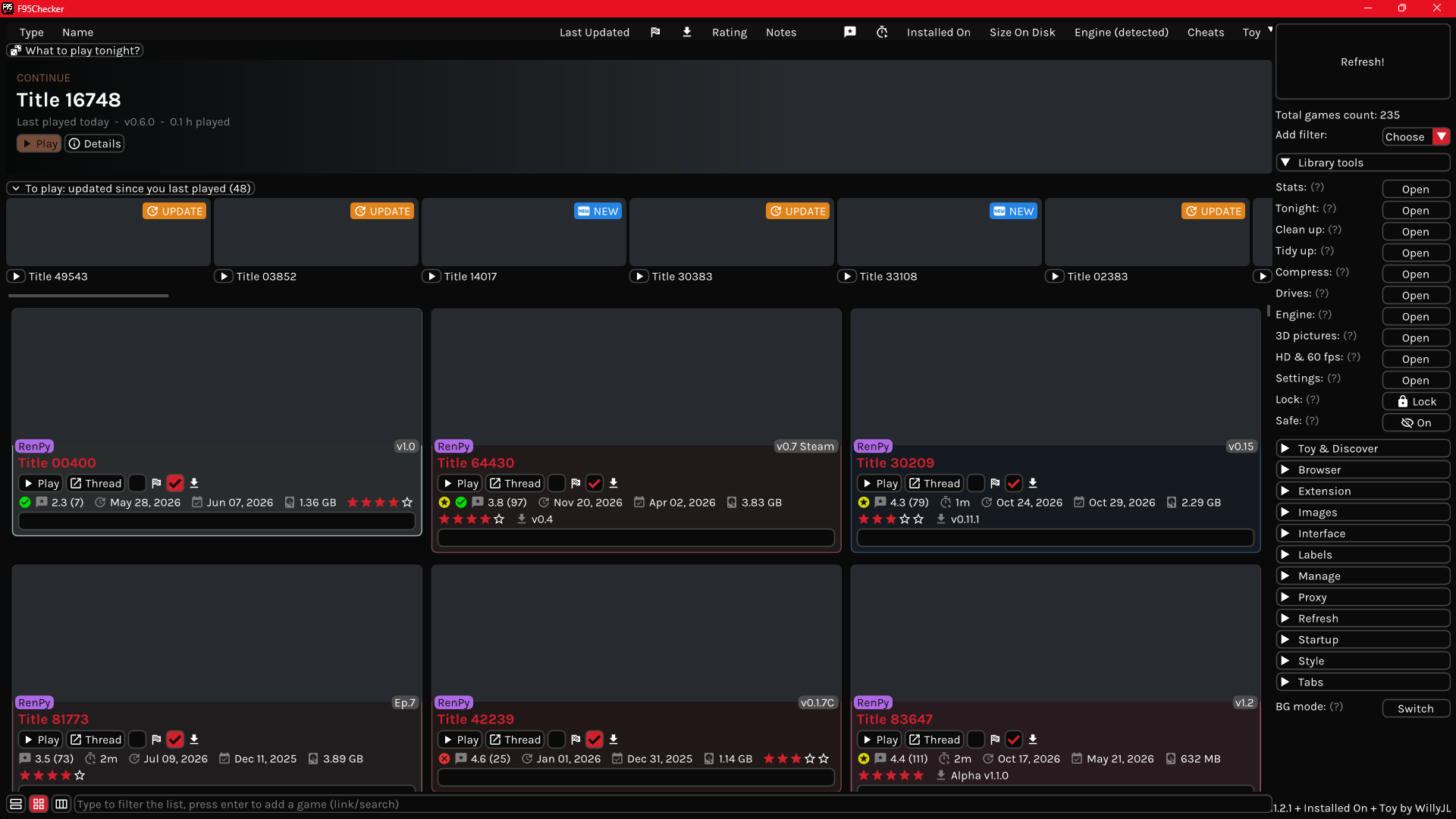 F95 F95Checker
Type Name Last Updated Rating Notes Installed On Size On Disk Engine (detected) Cheats Toy
What to play tonight?
CONTINUE
Title 16748
Last played today - v0.6.0 - 0.1 h played
Play Details
To play: updated since you last played (48)
UPDATE UPDATE NEW UPDATE NEW UPDATE
Title 49543 Title 03852 Title 14017 Title 30383 Title 33108 Title 02383
RenPy v1.0
Title 00400
Play Thread
2.3 (7) May 28, 2026 Jun 07, 2026 1.36 GB
RenPy v0.7 Steam
Title 64430
Play Thread
3.8 (97) Nov 20, 2026 Apr 02, 2026 3.83 GB
v0.4
RenPy v0.15
Title 30209
Play Thread
4.3 (79) 1m Oct 24, 2026 Oct 29, 2026 2.29 GB
v0.11.1
RenPy Ep.7
Title 81773
Play Thread
3.5 (73) 2m Jul 09, 2026 Dec 11, 2025 3.89 GB
RenPy v0.1.7C
Title 42239
Play Thread
4.6 (25) Jan 01, 2026 Dec 31, 2025 1.14 GB
RenPy v1.2
Title 83647
Play Thread
4.4 (111) 2m Oct 17, 2026 May 21, 2026 632 MB
Alpha v1.1.0
Type to filter the list, press enter to add a game (link/search)
Refresh!
Total games count: 235
Add filter: Choose
Library tools
Stats: (?) Open
Tonight: (?) Open
Clean up: (?) Open
Tidy up: (?) Open
Compress: (?) Open
Drives: (?) Open
Engine: (?) Open
3D pictures: (?) Open
HD & 60 fps: (?) Open
Settings: (?) Open
Lock: (?) Lock
Safe: (?) On
Toy & Discover
Browser
Extension
Images
Interface
Labels
Manage
Proxy
Refresh
Startup
Style
Tabs
BG mode: (?) Switch
.1.2.1 + Installed On + Toy by WillyJL